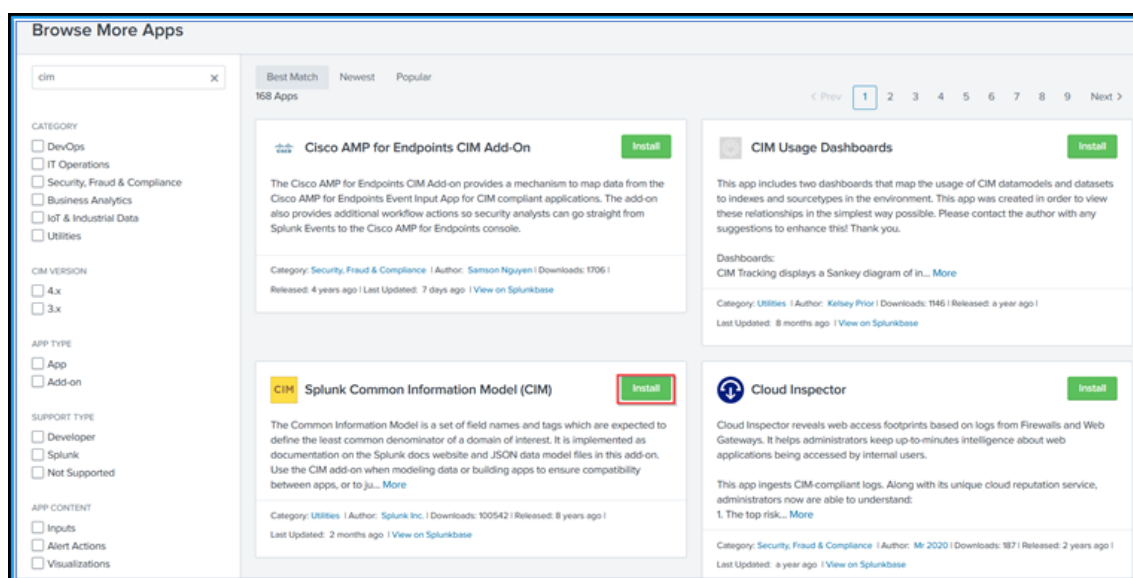 Browse More Apps
cim
CATEGORY
DevOps
IT Operations
Security, Fraud & Compliance
Business Analytics
IoT & Industrial Data
Utilities
CIM VERSION
4.x
3.x
APP TYPE
App
Add-on
SUPPORT TYPE
Developer
Splunk
Not Supported
APP CONTENT
Inputs
Alert Actions
Visualizations
Best Match Newest Popular
168 Apps
< Prev 1 2 3 4 5 6 7 8 9 Next >
Cisco AMP for Endpoints CIM Add-On
Install
The Cisco AMP for Endpoints CIM Add-on provides a mechanism to map data from the
Cisco AMP for Endpoints Event Input App for CIM compliant applications. The add-on
also provides additional workflow actions so security analysts can go straight from
Splunk Events to the Cisco AMP for Endpoints console.
Category: Security, Fraud & Compliance | Author: Samson Nguyen | Downloads: 1706 |
Released: 4 years ago | Last Updated: 7 days ago | View on Splunkbase
CIM Usage Dashboards
Install
This app includes two dashboards that map the usage of CIM datamodels and datasets
to indexes and sourcetypes in the environment. This app was created in order to view
these relationships in the simplest way possible. Please contact the author with any
suggestions to enhance this! Thank you.
Dashboards:
CIM Tracking displays a Sankey diagram of in... More
Category: Utilities | Author: Kelsey Prior | Downloads: 1146 | Released: a year ago |
Last Updated: 8 months ago | View on Splunkbase
CIM
Splunk Common Information Model (CIM)
Install
The Common Information Model is a set of field names and tags which are expected to
define the least common denominator of a domain of interest. It is implemented as
documentation on the Splunk docs website and JSON data model files in this add-on.
Use the CIM add-on when modeling data or building apps to ensure compatibility
between apps, or to ju... More
Category: Utilities | Author: Splunk Inc. | Downloads: 100542 | Released: 8 years ago |
Last Updated: 2 months ago | View on Splunkbase
Cloud Inspector
Install
Cloud Inspector reveals web access footprints based on logs from Firewalls and Web
Gateways. It helps administrators keep up-to-minutes intelligence about web
applications being accessed by internal users.
This app ingests CIM-compliant logs. Along with its unique cloud reputation service,
administrators now are able to understand:
1. The top risk... More
Category: Security, Fraud & Compliance | Author: Mr 2020 | Downloads: 187 | Released: 2 years ago |
Last Updated: a year ago | View on Splunkbase